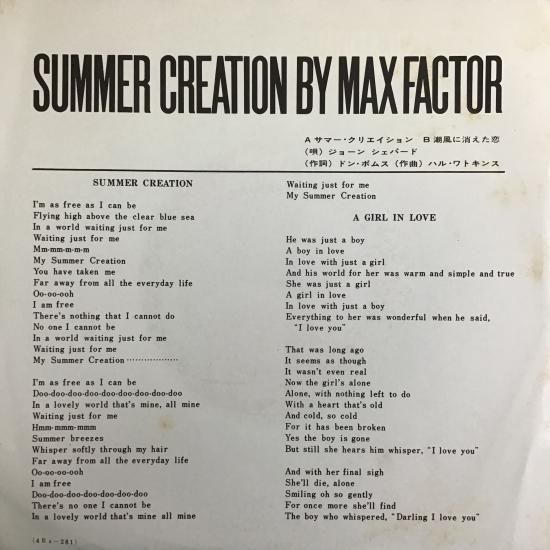 SUMMER CREATION BY MAX FACTOR
A サマー・クリエイション B 潮風に消えた恋
(唄) ジョーン シェパード
(作詞) ドン・ボムス (作曲) ハル・ワトキンス
SUMMER CREATION
I'm as free as I can be
Flying high above the clear blue sea
In a world waiting just for me
Waiting just for me
Mm-mm-m-m-m
My Summer Creation
You have taken me
Far away from all the everyday life
Oo-oo-ooh
I am free
There's nothing that I cannot do
No one I cannot be
In a world waiting just for me
Waiting just for me
My Summer Creation··················
I'm as free as I can be
Doo-doo-doo-doo-doo-doo-doo-doo
In a lovely world that's mine, all mine
Waiting just for me
Hmm-mmm-mmm
Summer breezes
Whisper softly through my hair
Far away from all the everyday life
Oo-oo-oo-ooh
I am free
Doo-doo-doo-doo-doo-doo-doo
There's no one I cannot be
In a lovely world that's mine all mine
Waiting just for me
My Summer Creation
A GIRL IN LOVE
He was just a boy
A boy in love
In love with just a girl
And his world for her was warm and simple and true
She was just a girl
A girl in love
In love with just a boy
Everything to her was wonderful when he said,
"I love you"
That was long ago
It seems as though
It wasn't even real
Now the girl's alone
Alone, with nothing left to do
With a heart that's old
And cold, so cold
For it has been broken
Yes the boy is gone
But still she hears him whisper, "I love you"
And with her final sigh
She'll die, alone
Smiling oh so gently
For once more she'll find
The boy who whispered, "Darling I love you"